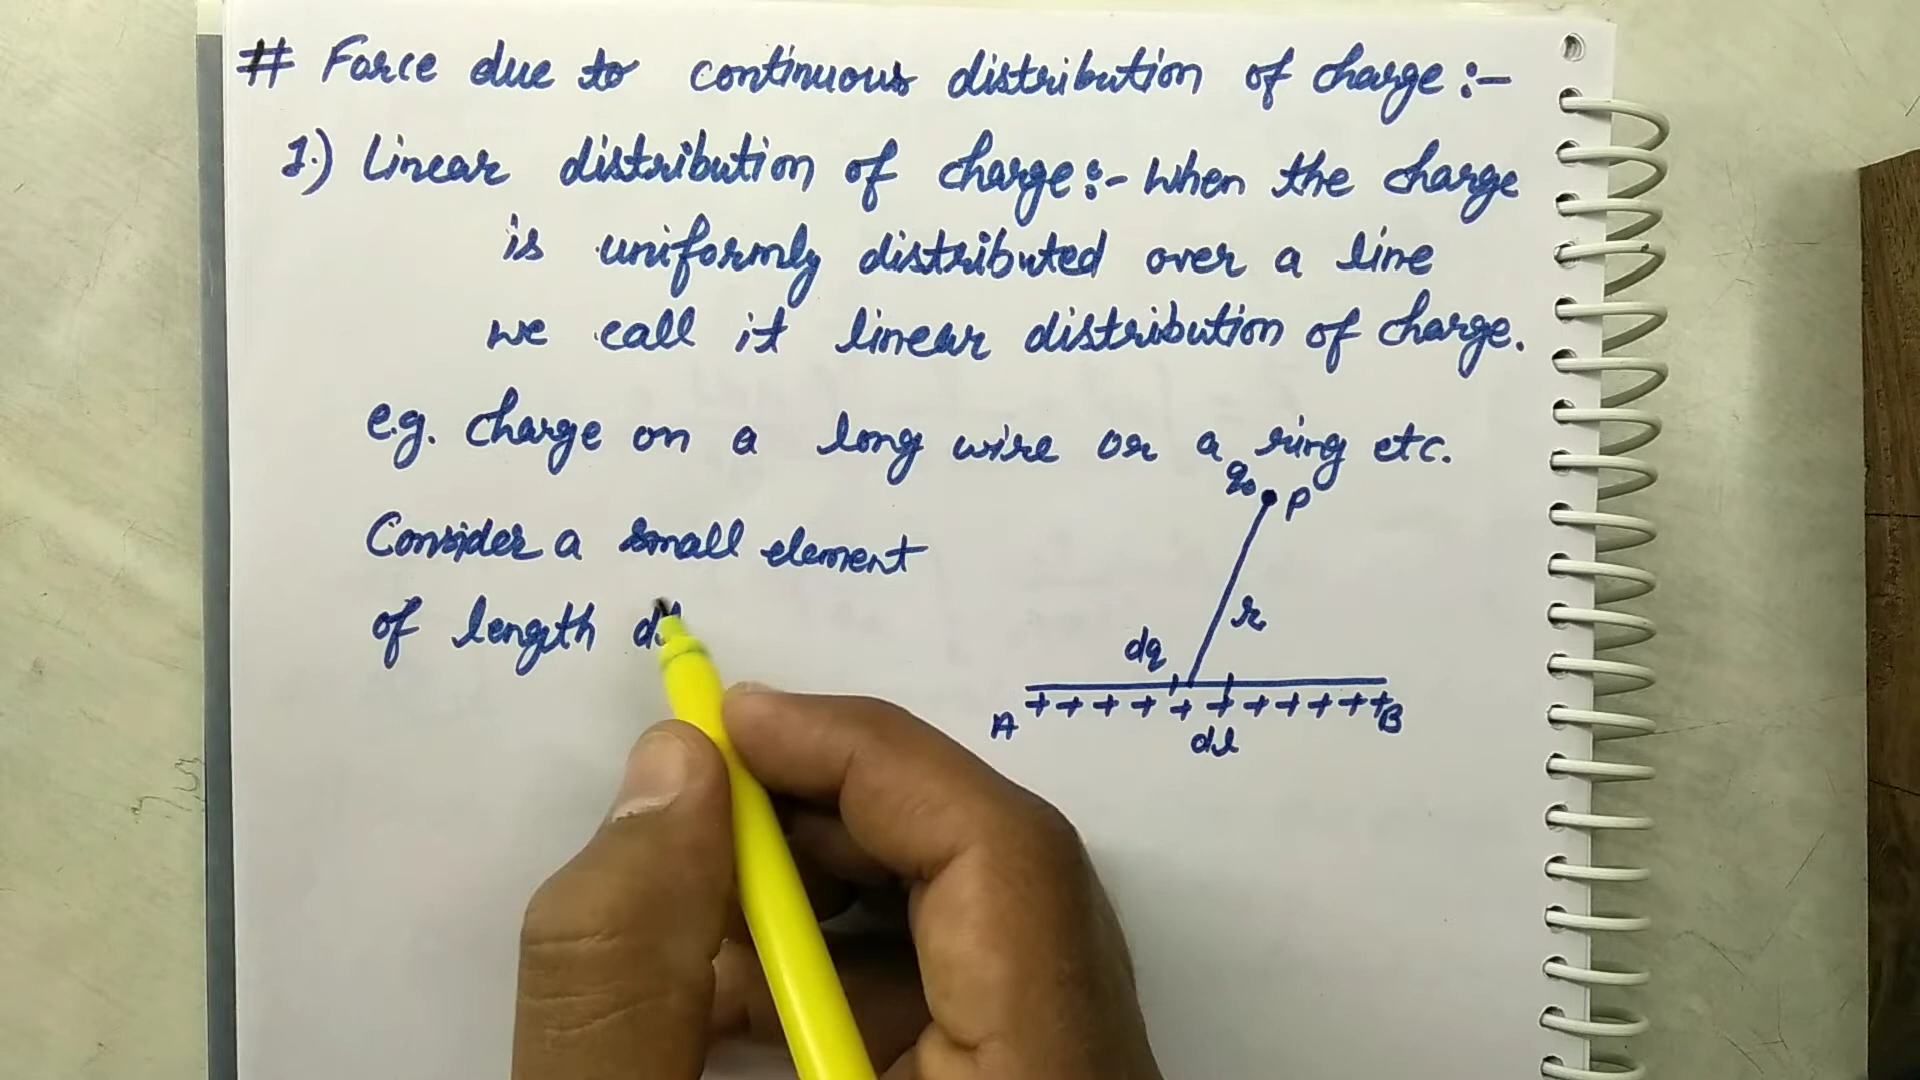 # Force due to continuous distribution of charge :-
1.) Linear distribution of charge :- When the charge
is uniformly distributed over a line
we call it linear distribution of charge.
e.g. Charge on a long wire or a ring etc.
q₀ P
Consider a small element
of length dl
r
dq
A + + + + + + + + + + + B
dl